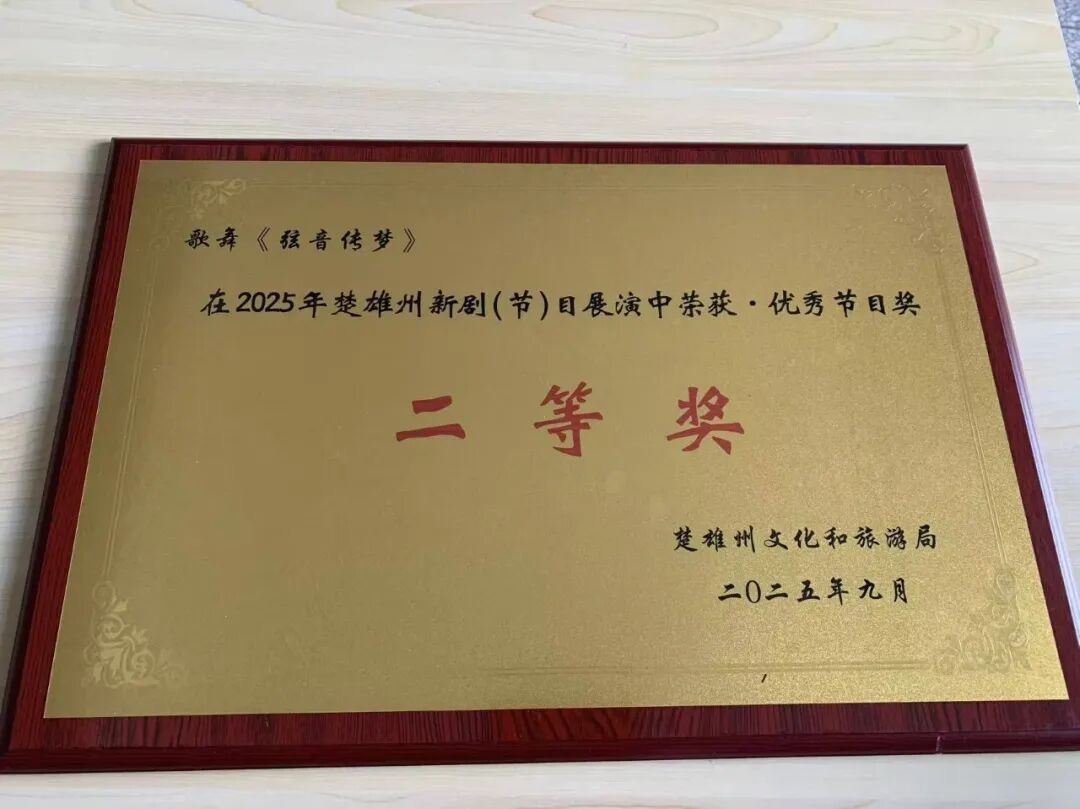 歌舞《弦音传梦》
在2025年楚雄州新剧(节)目展演中荣获·优秀节目奖
二等奖
楚雄州文化和旅游局
二〇二五年九月